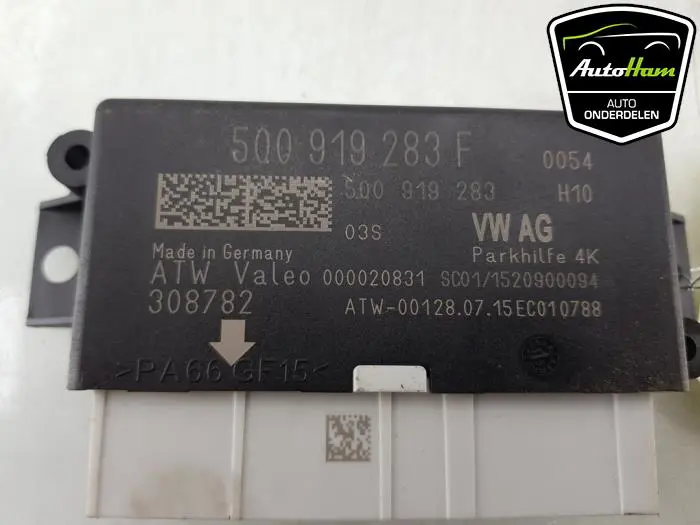 AutoHam
AUTO
ONDERDELEN
5Q0 919 283 F 0054
5Q0 919 283 H10
03S VW AG
Made in Germany Parkhilfe 4K
ATW Valeo 000020831 SC01/1520900094
308782 ATW-00128.07.15EC010788
>PA66 GF15<